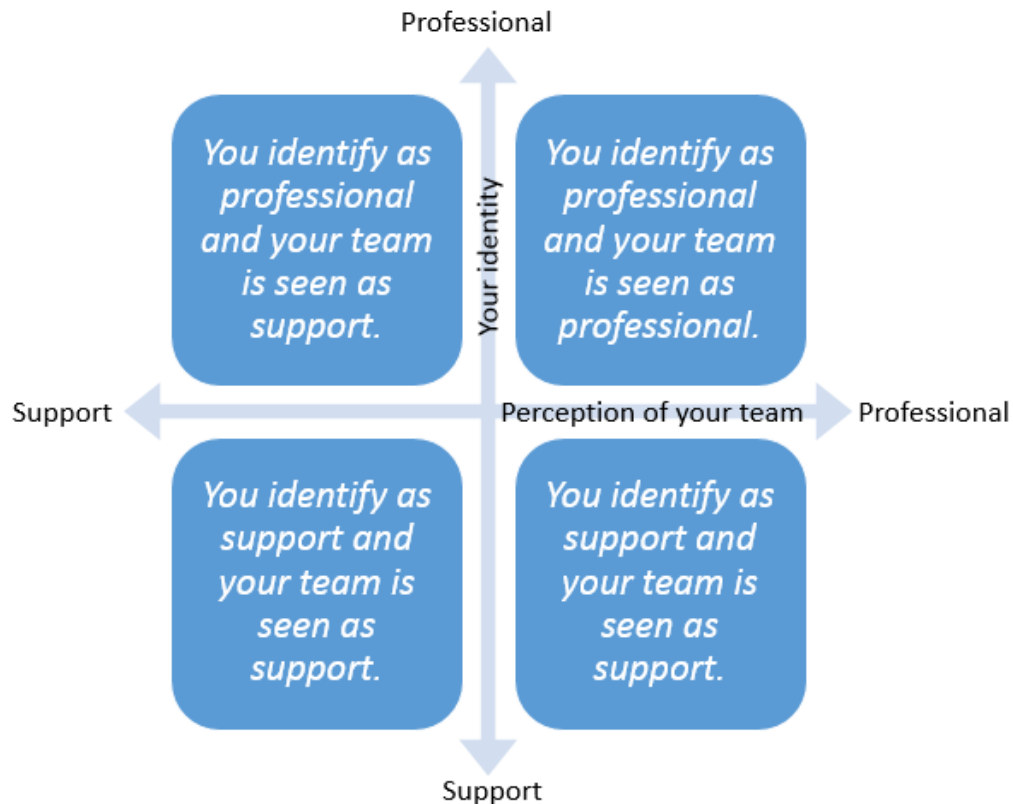 Professional
You identify as
professional
and your team
is seen as
support.
You identify as
professional
and your team
is seen as
professional.
Your identity
Support
Perception of your team
Professional
You identify as
support and
your team is
seen as
support.
You identify as
support and
your team is
seen as
support.
Support